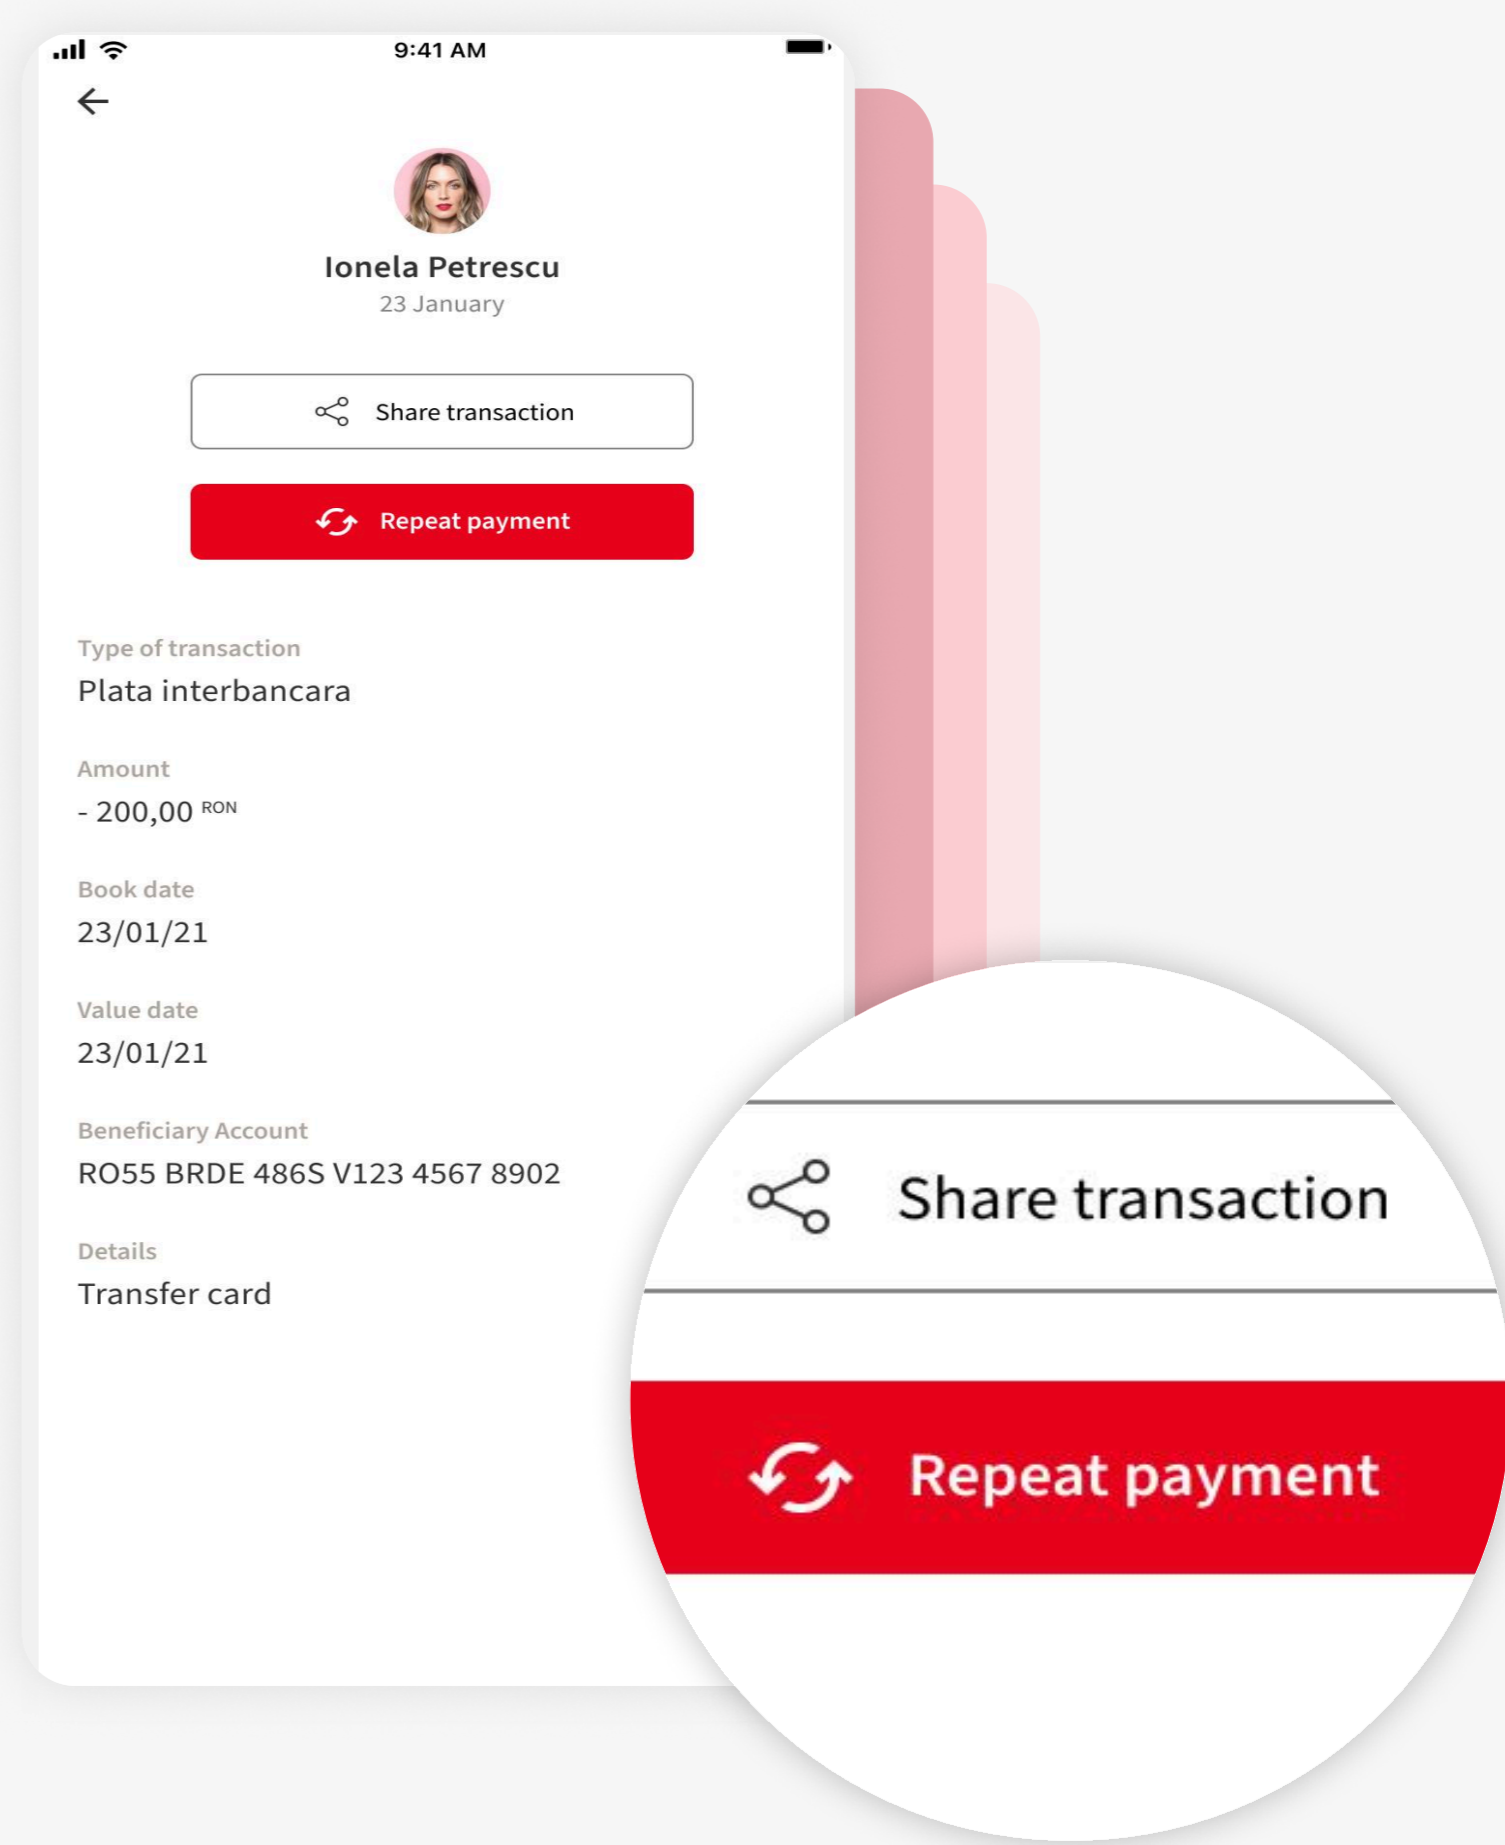 9:41 AM
Ionela Petrescu
23 January
Share transaction
Repeat payment
Type of transaction
Plata interbancara
Amount
- 200,00 RON
Book date
23/01/21
Value date
23/01/21
Beneficiary Account
RO55 BRDE 486S V123 4567 8902
Details
Transfer card
Share transaction
Repeat payment